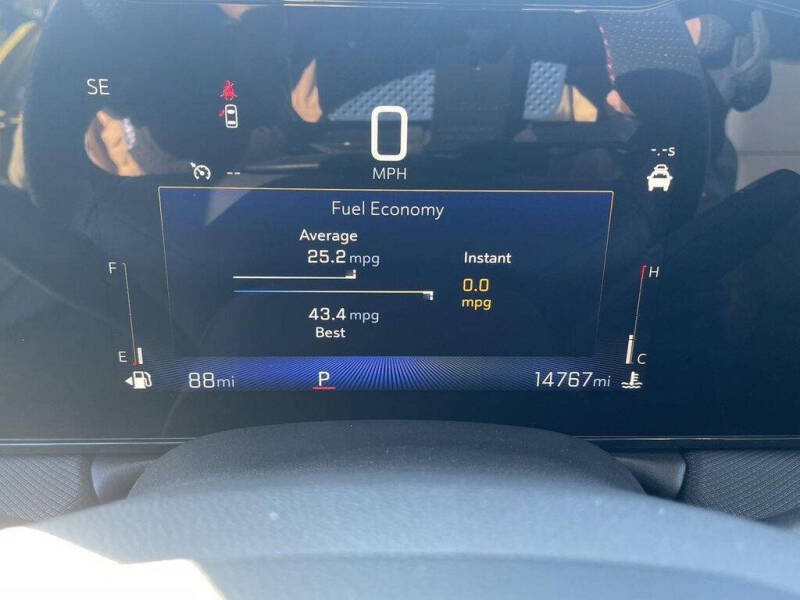 SE
0
MPH
--
-.-s
Fuel Economy
Average
25.2 mpg
Instant
0.0
mpg
43.4 mpg
Best
F
E
H
C
88mi
P
14767mi